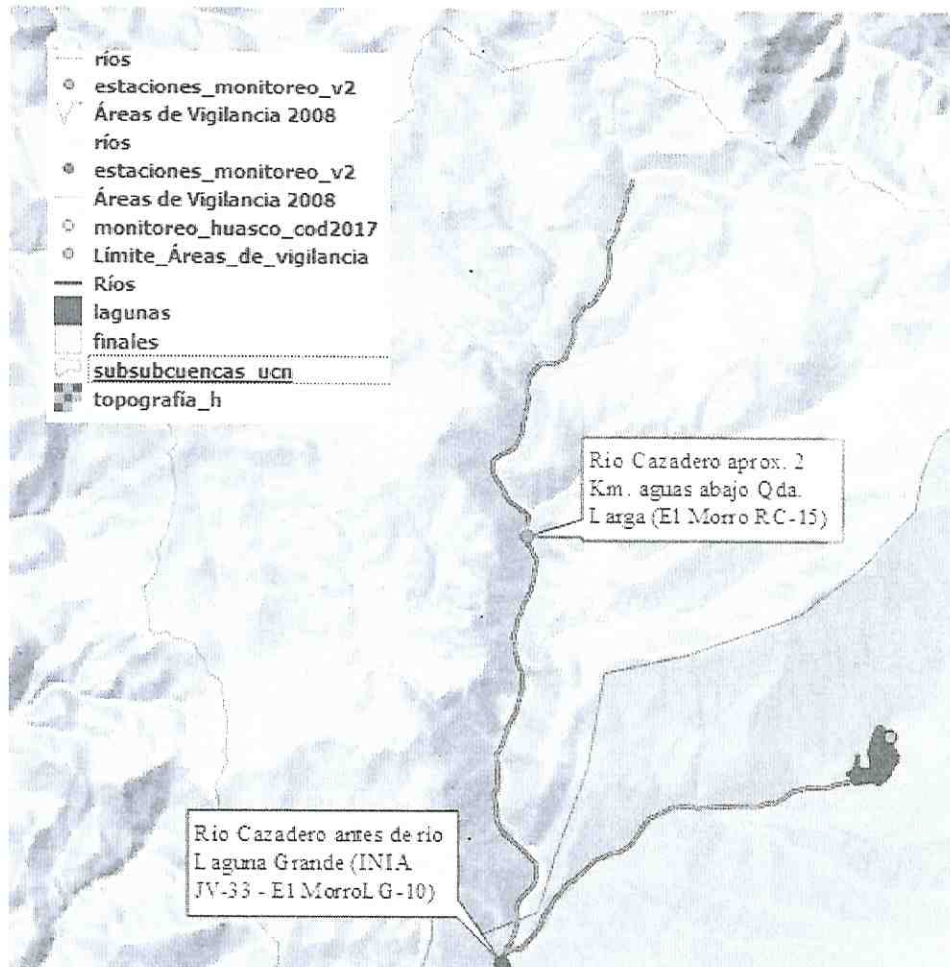 ríos
estaciones_monitoreo_v2
Áreas de Vigilancia 2008
ríos
estaciones_monitoreo_v2
Áreas de Vigilancia 2008
monitoreo_huasco_cod2017
Límite_Áreas_de_vigilancia
Ríos
lagunas
finales
subsubcuencas_ucn
topografía_h
Rio Cazadero aprox. 2
Km. aguas abajo Qda.
Larga (El Morro RC-15)
Rio Cazadero antes de rio
Laguna Grande (INIA
JV-33 - El MorroLG-10)